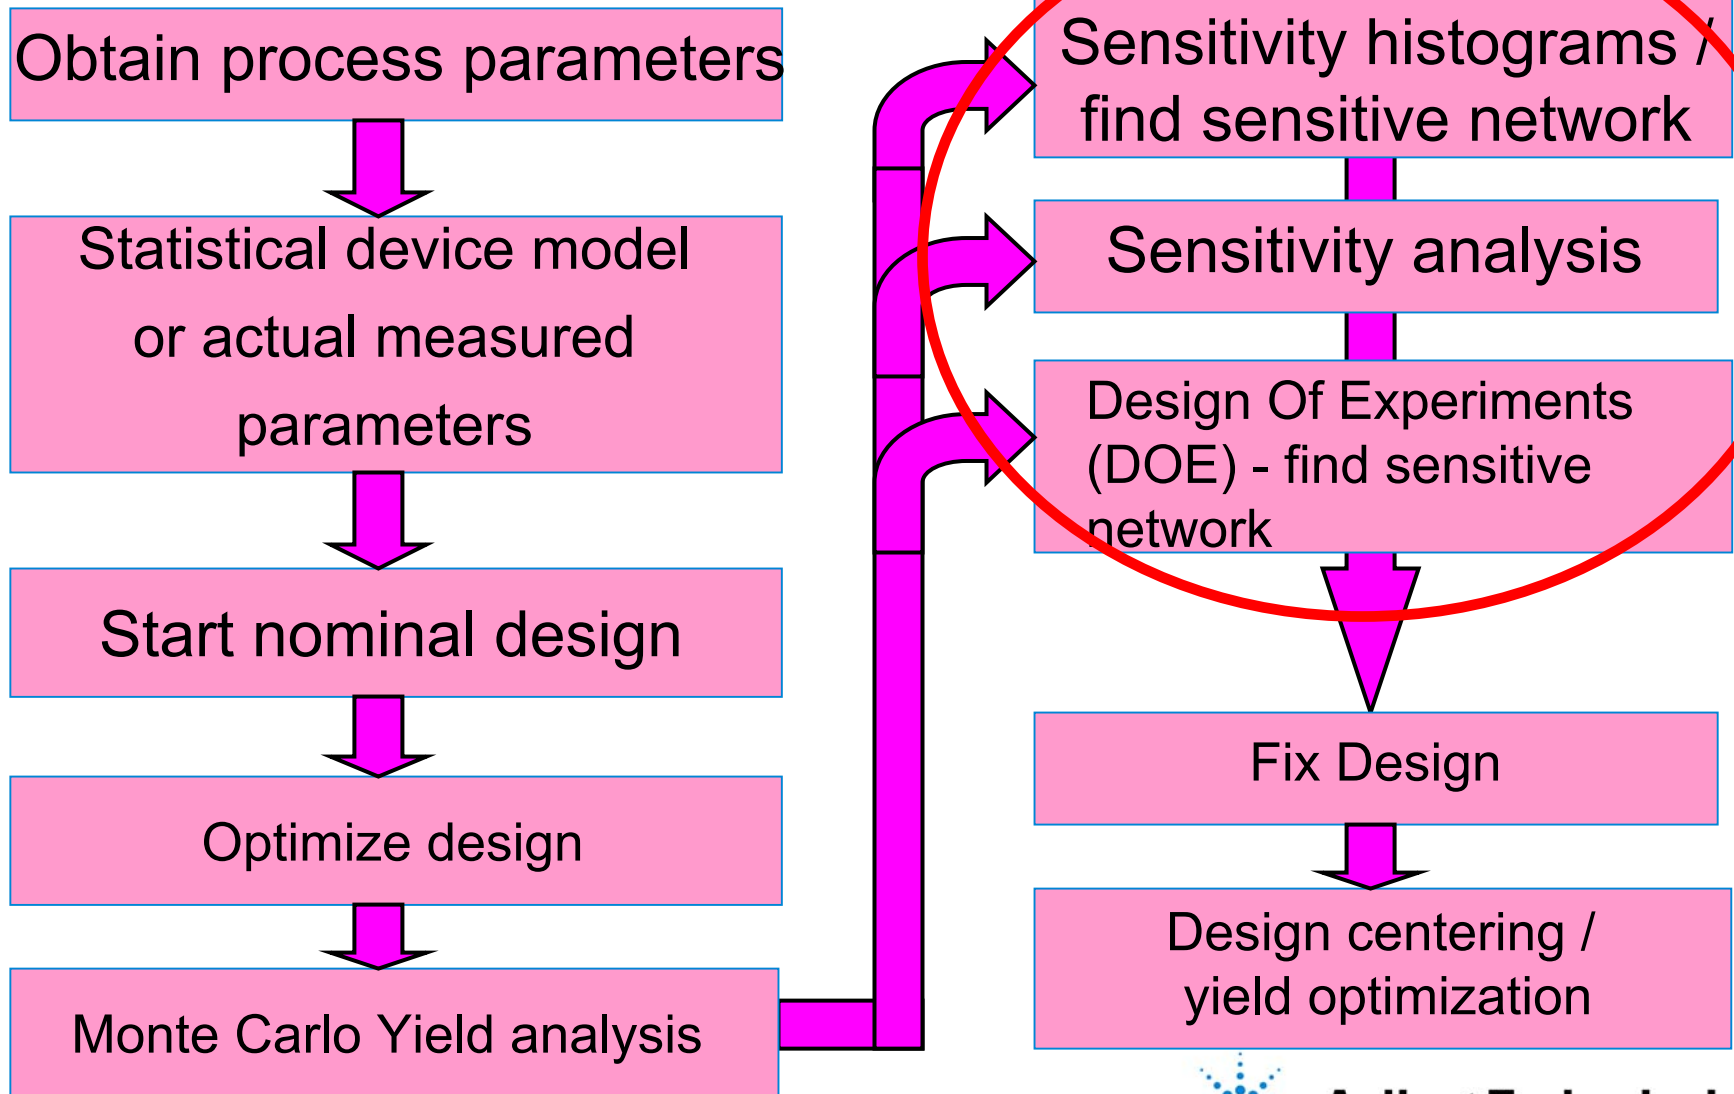 Obtain process parameters
Statistical device model
or actual measured
parameters
Start nominal design
Optimize design
Monte Carlo Yield analysis
Sensitivity histograms /
find sensitive network
Sensitivity analysis
Design Of Experiments
(DOE) - find sensitive
network
Fix Design
Design centering /
yield optimization